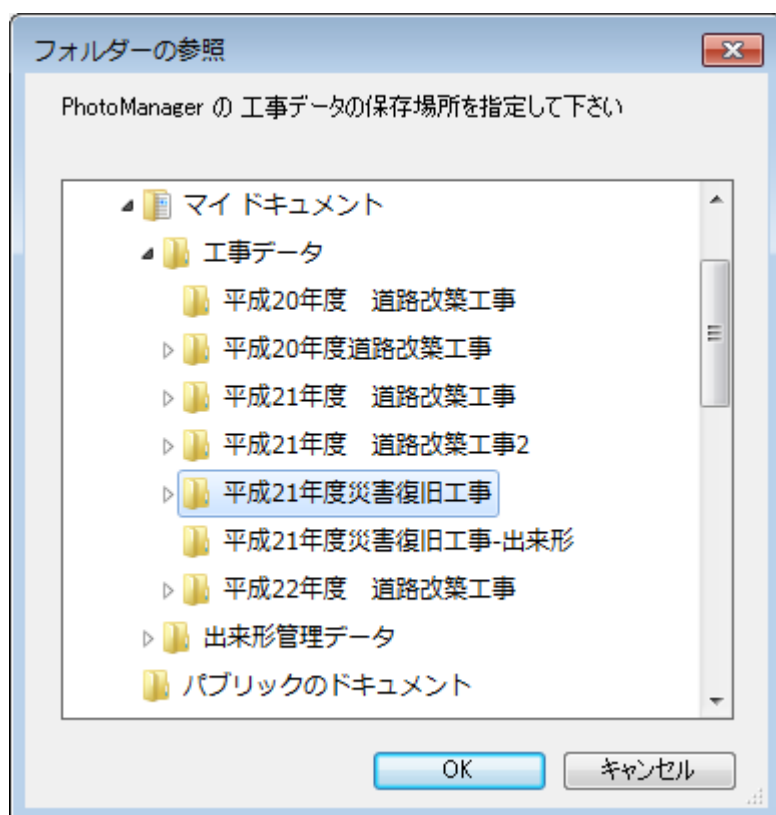 フォルダーの参照
PhotoManager の 工事データの保存場所を指定して下さい
マイ ドキュメント
工事データ
平成20年度　道路改築工事
平成20年度道路改築工事
平成21年度　道路改築工事
平成21年度　道路改築工事2
平成21年度災害復旧工事
平成21年度災害復旧工事-出来形
平成22年度　道路改築工事
出来形管理データ
パブリックのドキュメント
OK
キャンセル